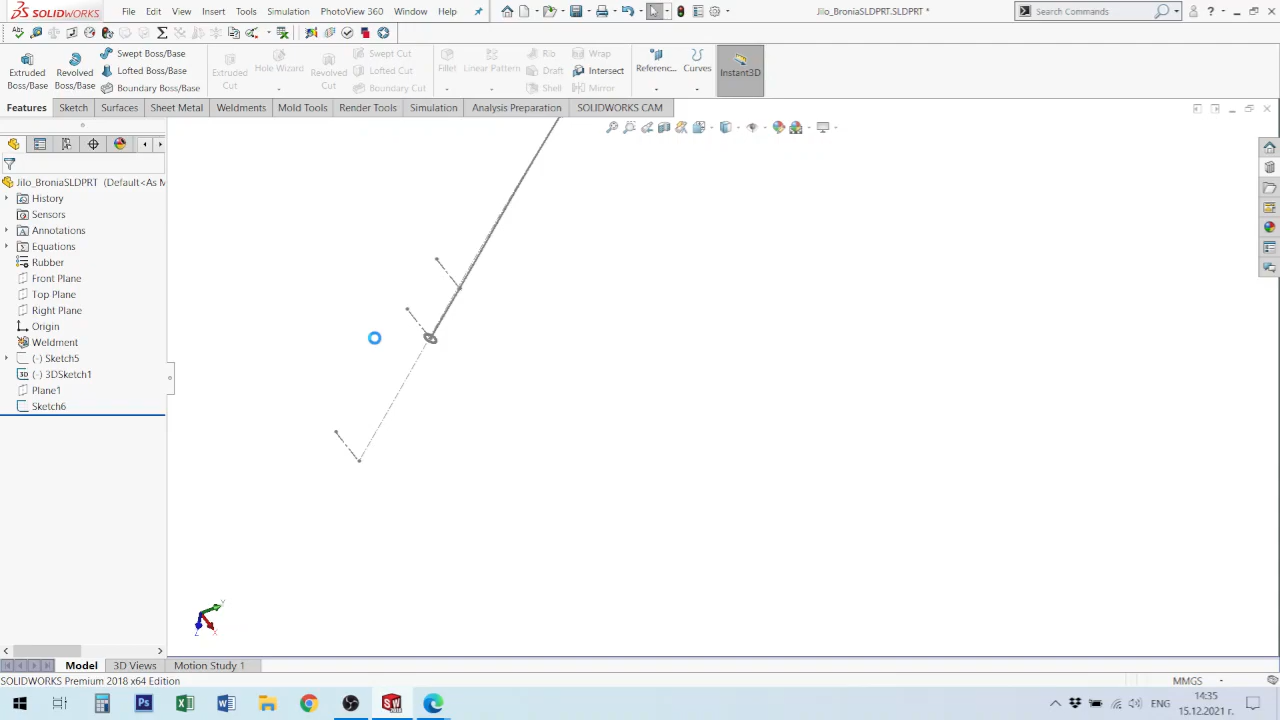 SOLIDWORKS File Edit View Insert Tools Simulation PhotoView 360 Window Help Jilo_BroniaSLDPRT.SLDPRT * Search Commands
Extruded Boss/Base
Revolved Boss/Base
Swept Boss/Base
Lofted Boss/Base
Boundary Boss/Base
Extruded Cut
Hole Wizard
Revolved Cut
Swept Cut
Lofted Cut
Boundary Cut
Fillet
Linear Pattern
Rib
Draft
Shell
Wrap
Intersect
Mirror
Referenc...
Curves
Instant3D
Features Sketch Surfaces Sheet Metal Weldments Mold Tools Render Tools Simulation Analysis Preparation SOLIDWORKS CAM
Jilo_BroniaSLDPRT (Default<As M
History
Sensors
Annotations
Equations
Rubber
Front Plane
Top Plane
Right Plane
Origin
Weldment
(-) Sketch5
3D (-) 3DSketch1
Plane1
Sketch6
Y
Z
X
Model 3D Views Motion Study 1
SOLIDWORKS Premium 2018 x64 Edition MMGS
ЕНГ 14:35
15.12.2021 г.